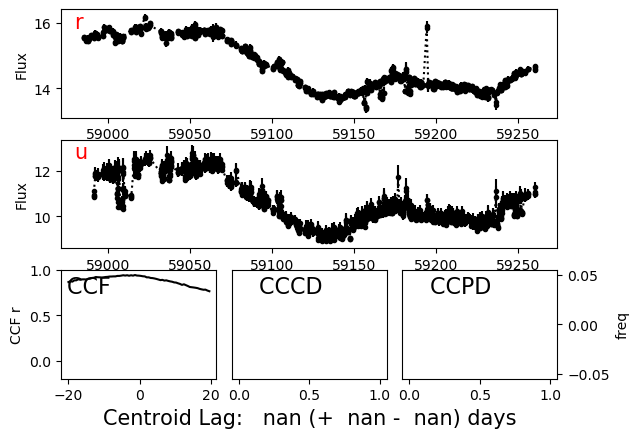 r
16
14
Flux
59000 59050 59100 59150 59200 59250
u
12
10
Flux
59000 59050 59100 59150 59200 59250
CCF
CCCD
CCPD
1.0
0.5
0.0
CCF r
0.05
0.00
−0.05
freq
−20 0 20
0.0 0.5 1.0
0.0 0.5 1.0
Centroid Lag: nan (+ nan - nan) days